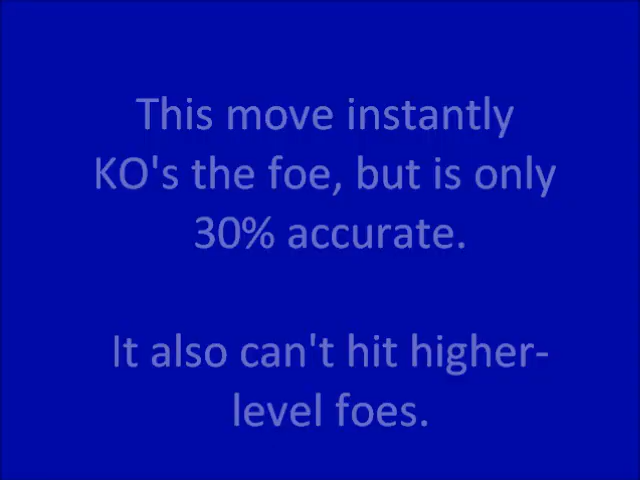 This move instantly
KO's the foe, but is only
30% accurate.
It also can't hit higher-
level foes.